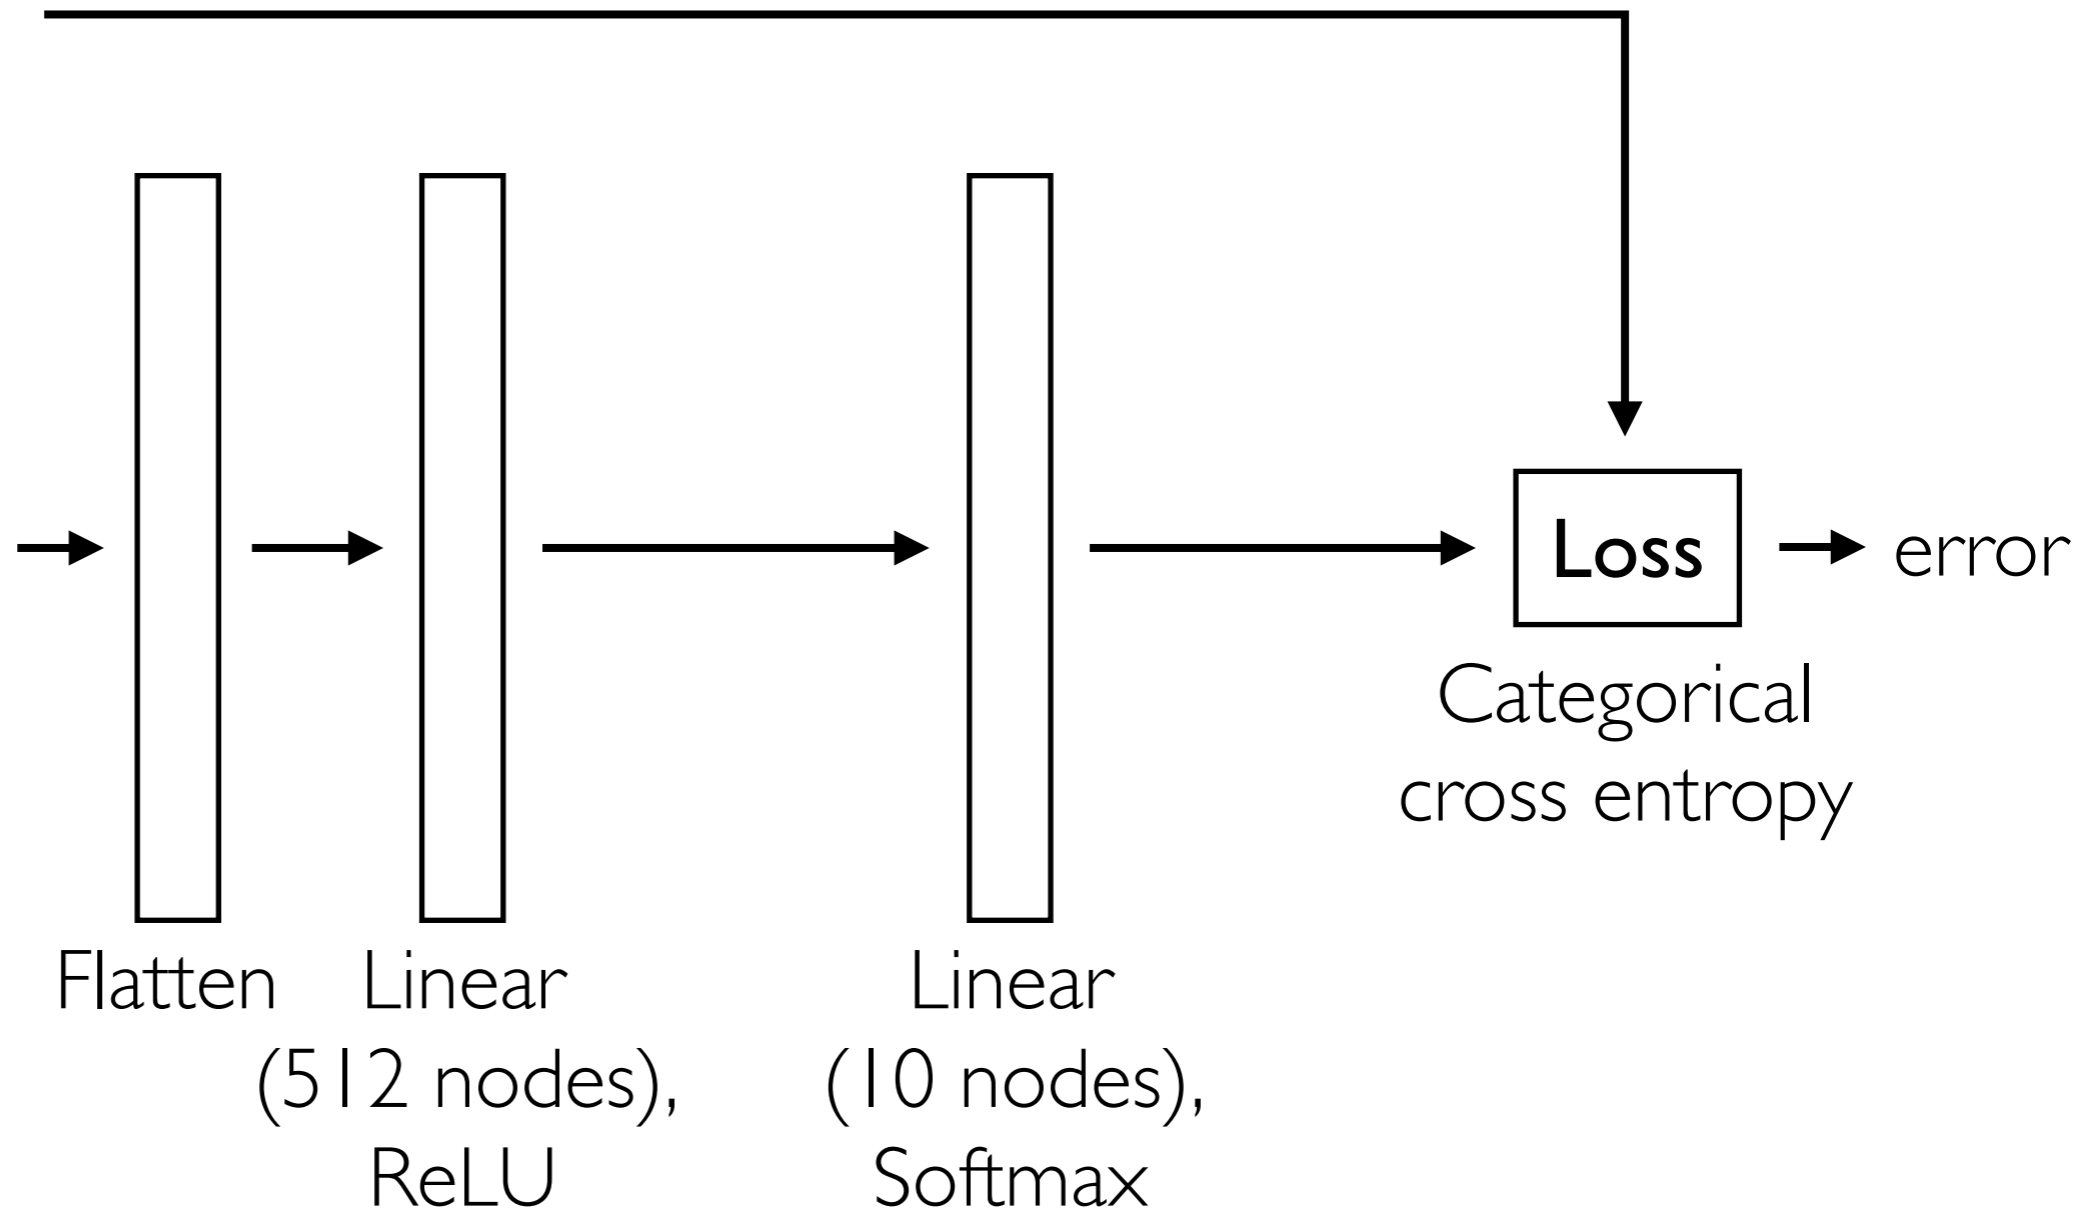 Loss
error
Categorical
cross entropy
Flatten
Linear
(512 nodes),
ReLU
Linear
(10 nodes),
Softmax